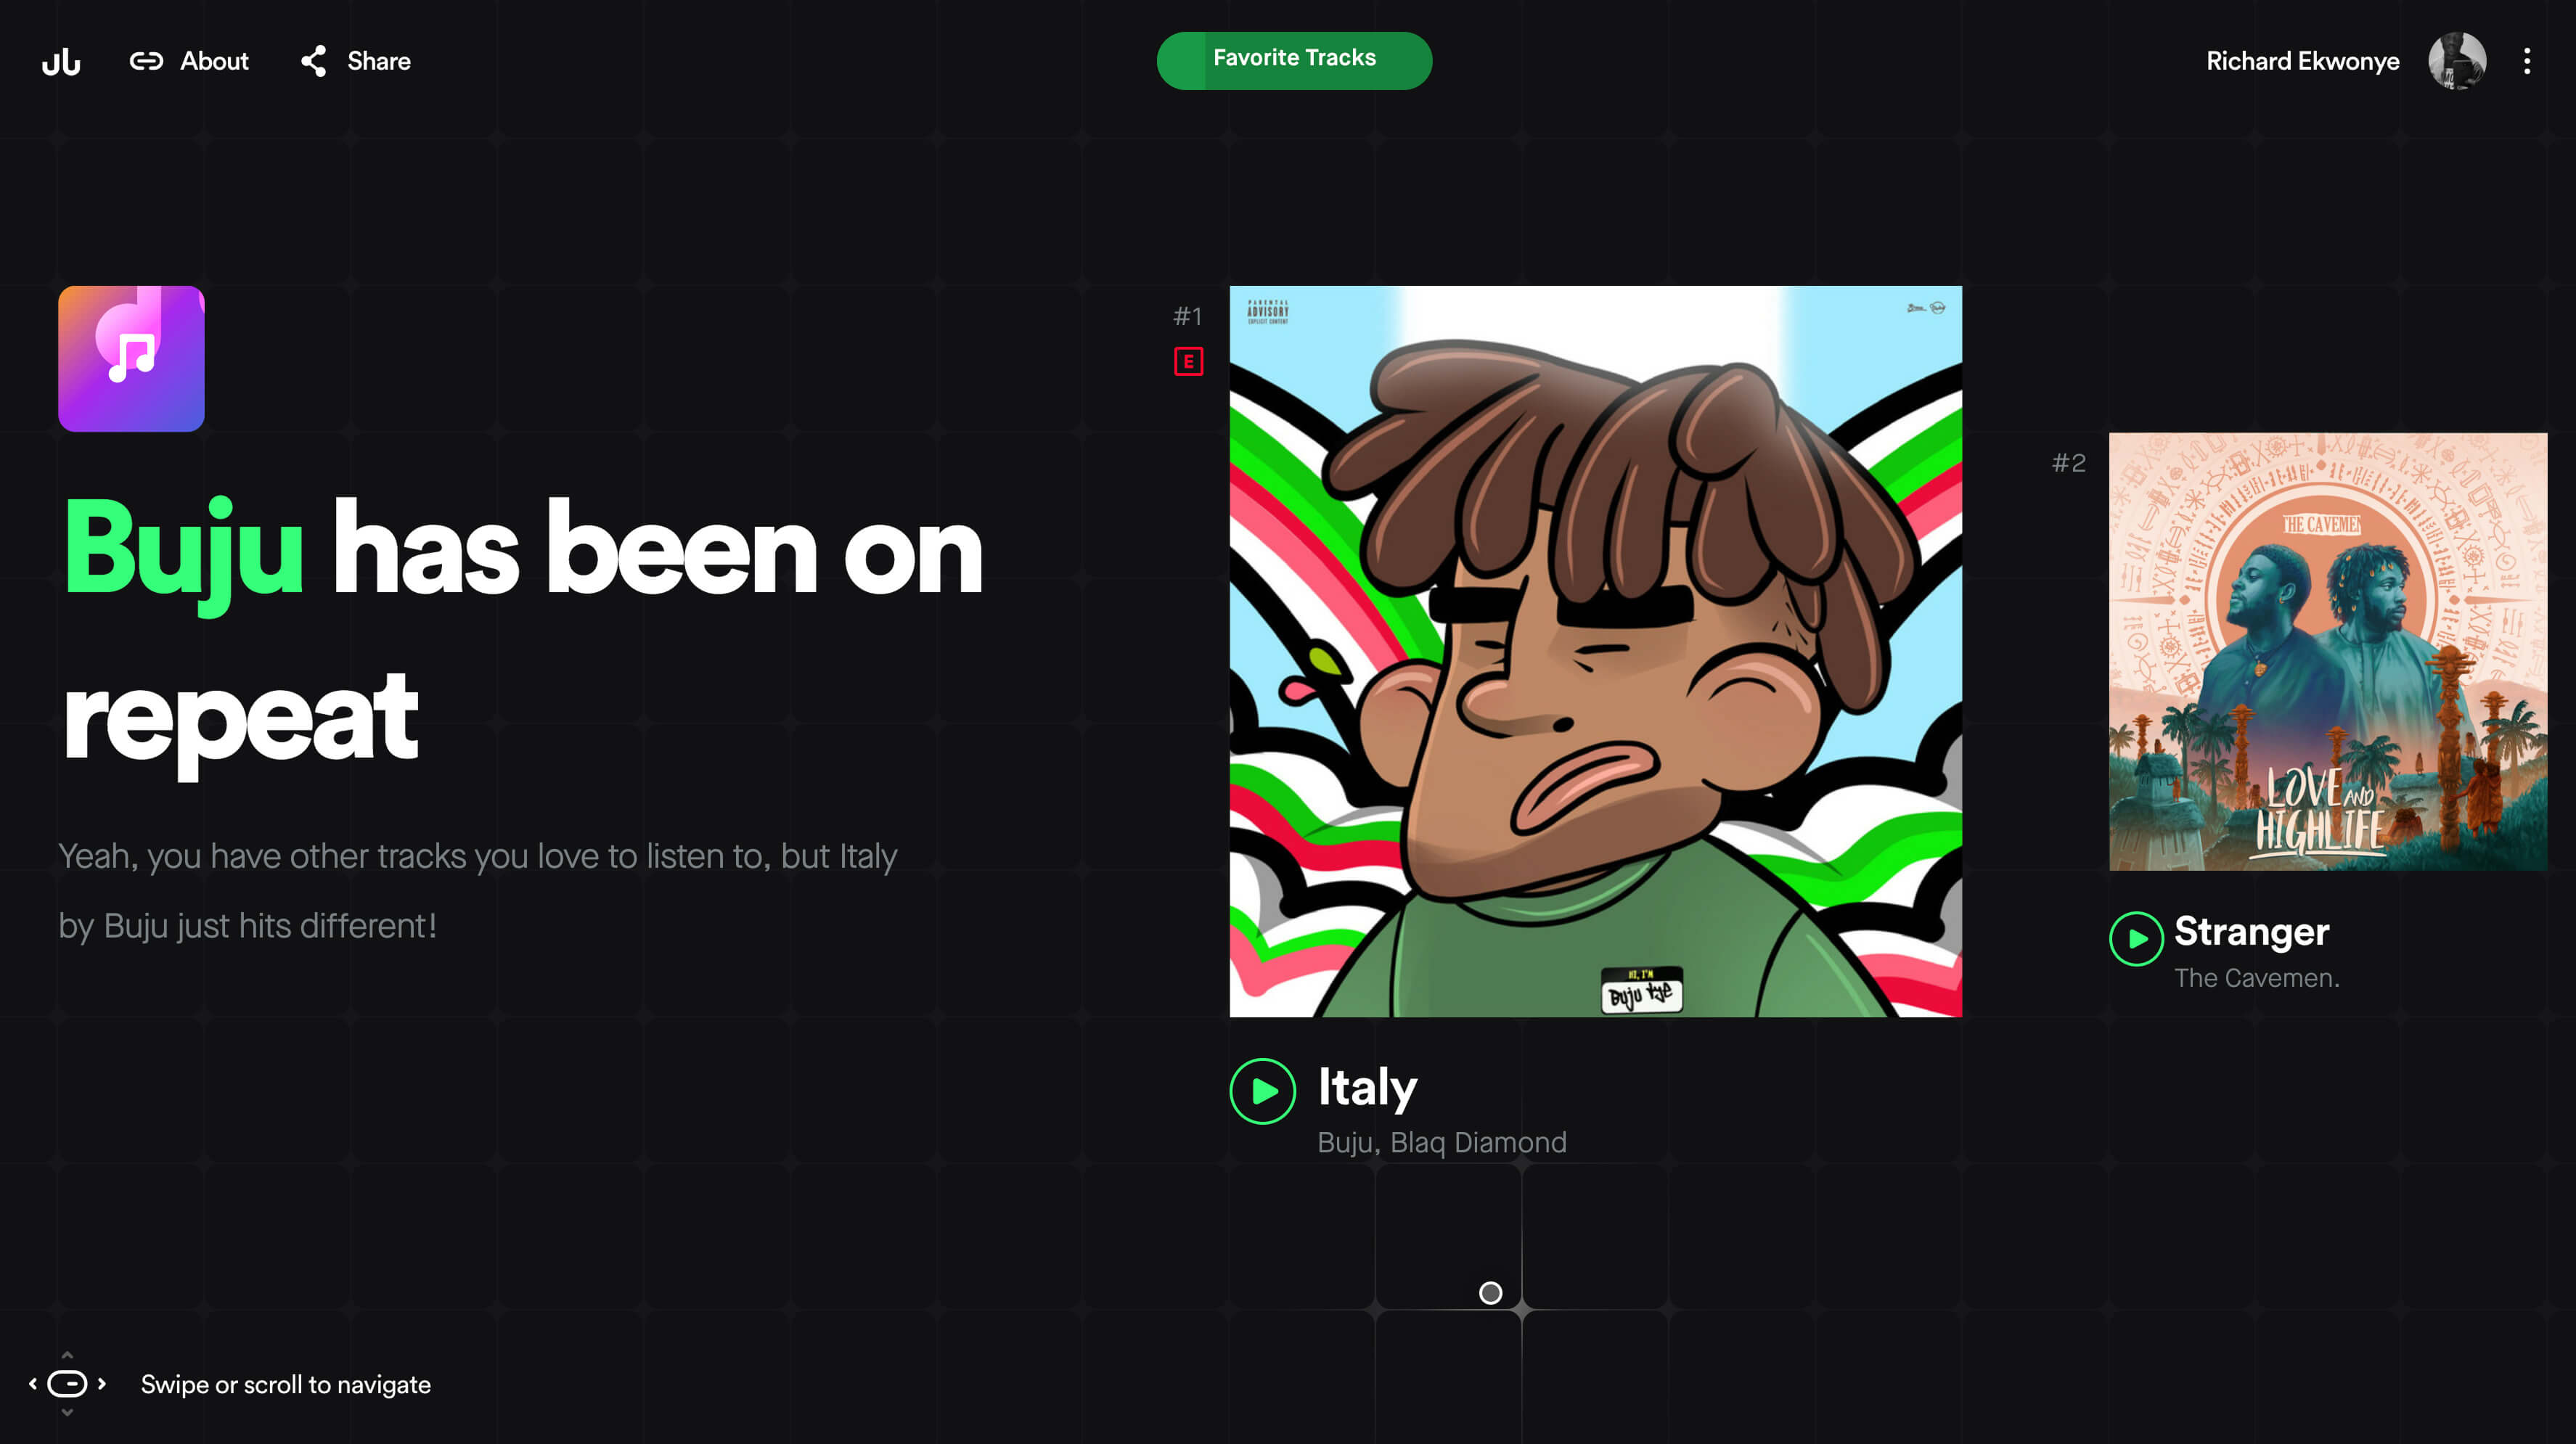 About
Share
Favorite Tracks
Richard Ekwonye
Buju has been on
repeat
Yeah, you have other tracks you love to listen to, but Italy
by Buju just hits different!
#1
E
PARENTAL
ADVISORY
EXPLICIT CONTENT
HI, I'M
Buju tye
Italy
Buju, Blaq Diamond
#2
THE CAVEMEN
LOVE AND
HIGHLIFE
Stranger
The Cavemen.
Swipe or scroll to navigate